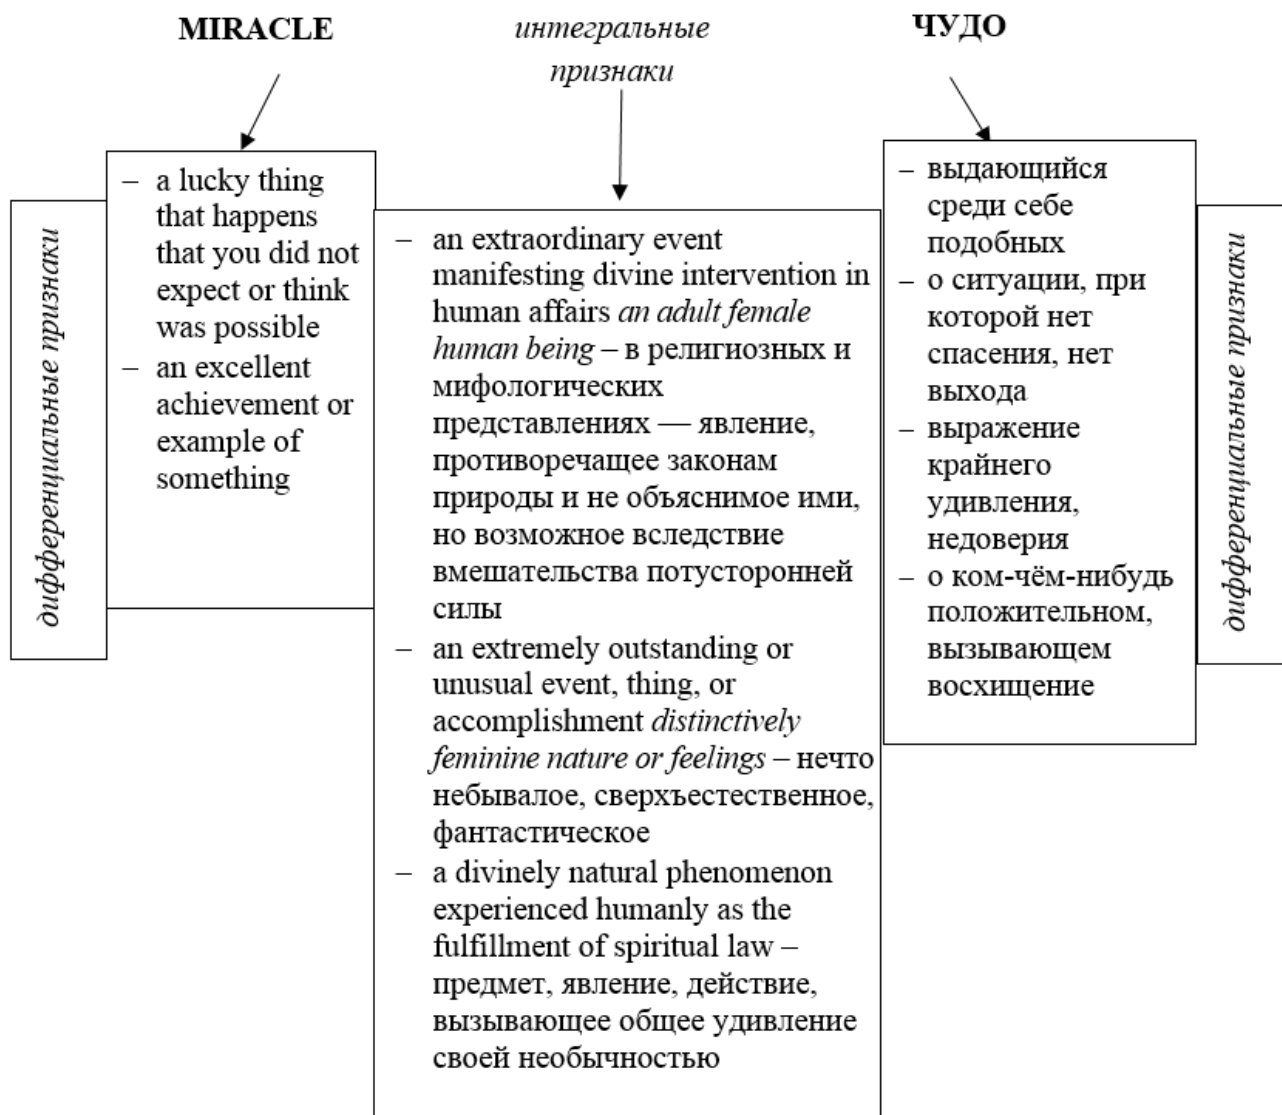 MIRACLE
интегральные
признаки
ЧУДО
дифференциальные признаки
– a lucky thing
that happens
that you did not
expect or think
was possible
– an excellent
achievement or
example of
something
– an extraordinary event
manifesting divine intervention in
human affairs an adult female
human being – в религиозных и
мифологических
представлениях — явление,
противоречащее законам
природы и не объяснимое ими,
но возможное вследствие
вмешательства потусторонней
силы
– an extremely outstanding or
unusual event, thing, or
accomplishment distinctively
feminine nature or feelings – нечто
небывалое, сверхъестественное,
фантастическое
– a divinely natural phenomenon
experienced humanly as the
fulfillment of spiritual law –
предмет, явление, действие,
вызывающее общее удивление
своей необычностью
– выдающийся
среди себе
подобных
– о ситуации, при
которой нет
спасения, нет
выхода
– выражение
крайнего
удивления,
недоверия
– о ком-чём-нибудь
положительном,
вызывающем
восхищение
дифференциальные признаки